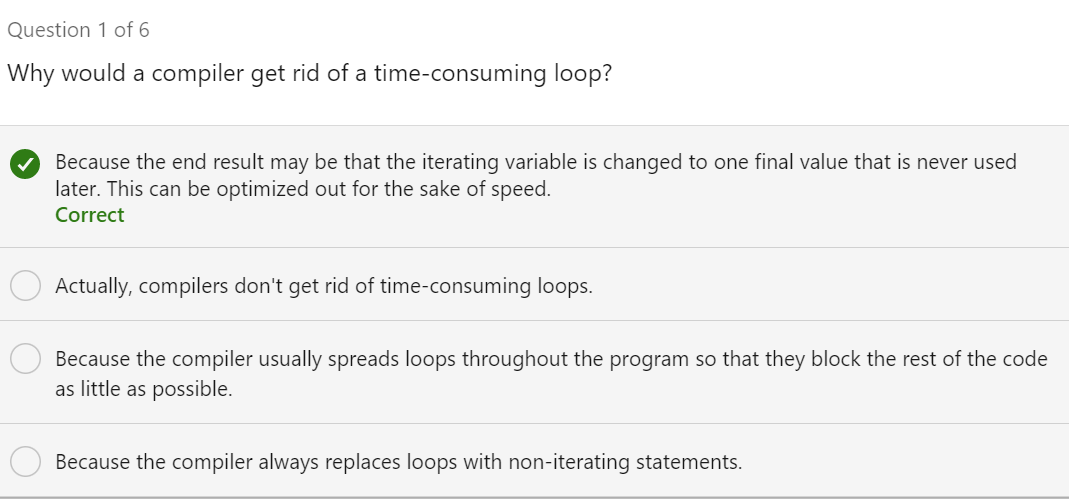 Question 1 of 6
Why would a compiler get rid of a time-consuming loop?
Because the end result may be that the iterating variable is changed to one final value that is never used
later. This can be optimized out for the sake of speed.
Correct
Actually, compilers don't get rid of time-consuming loops.
Because the compiler usually spreads loops throughout the program so that they block the rest of the code
as little as possible.
Because the compiler always replaces loops with non-iterating statements.